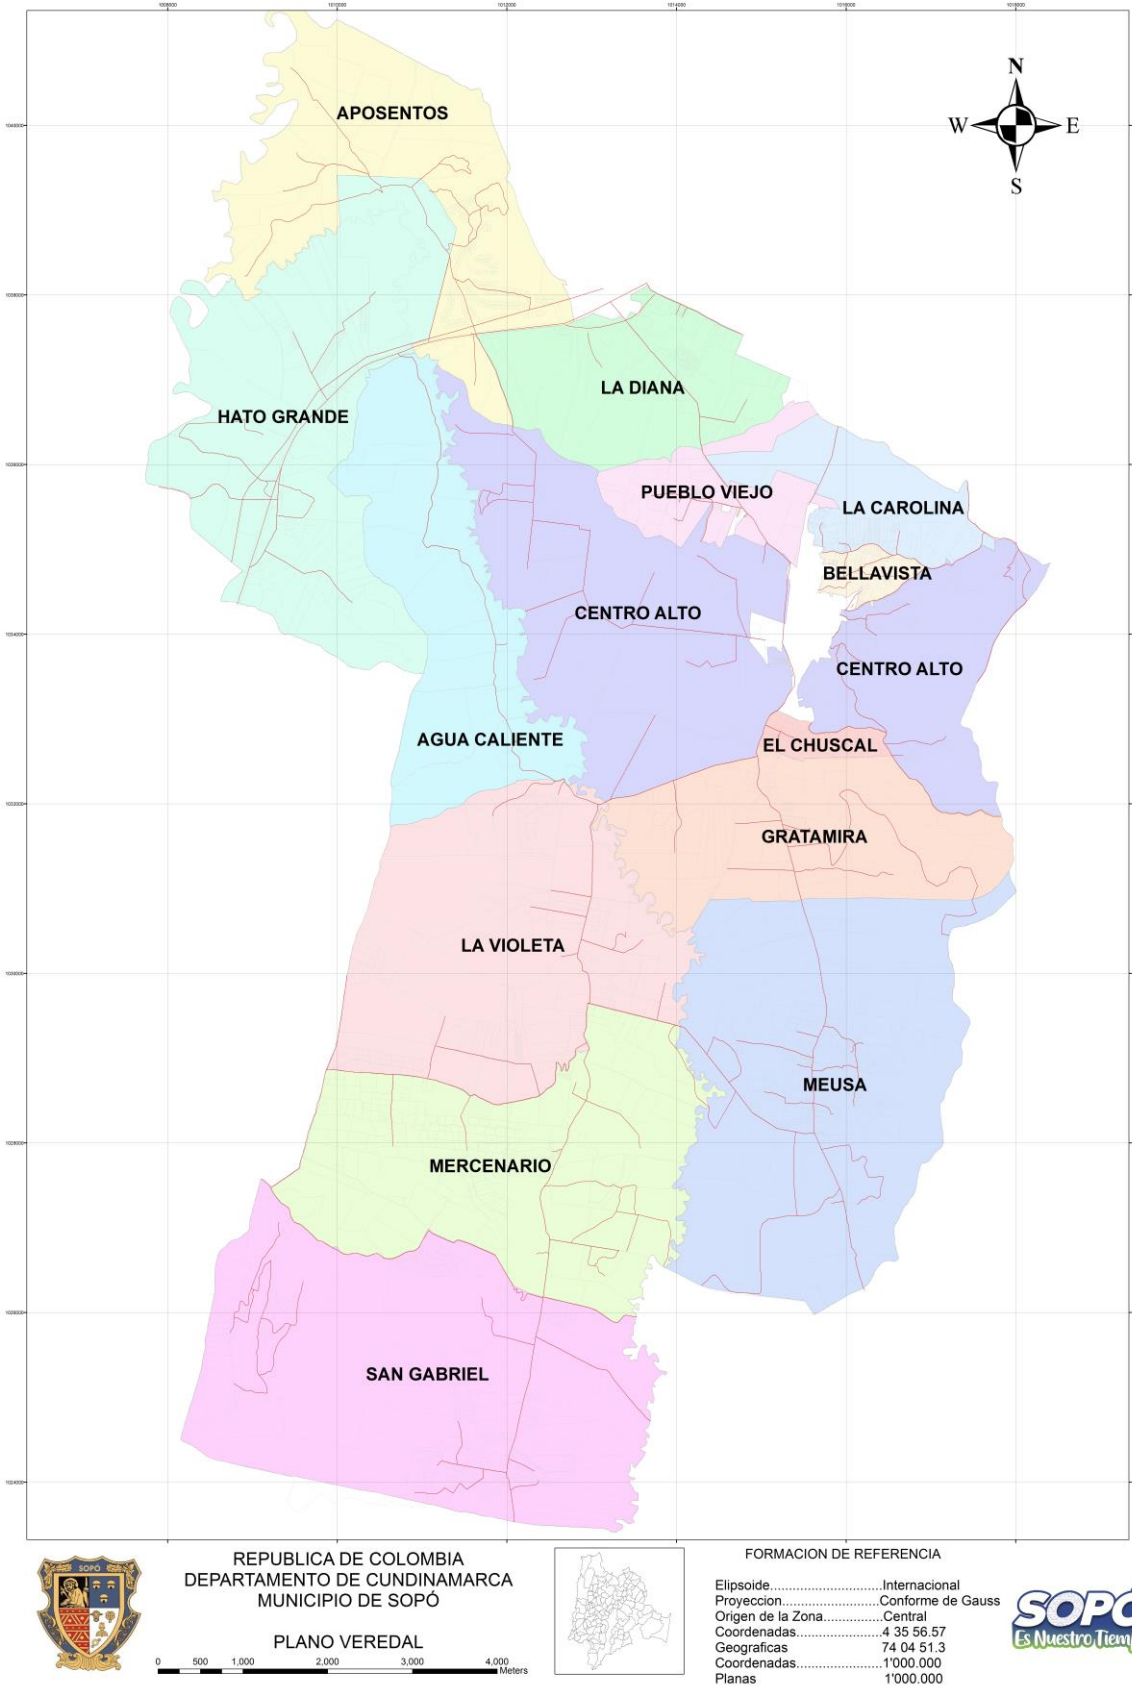 N
W E
S
APOSENTOS
LA DIANA
HATO GRANDE
PUEBLO VIEJO
LA CAROLINA
BELLAVISTA
CENTRO ALTO
CENTRO ALTO
AGUA CALIENTE
EL CHUSCAL
GRATAMIRA
LA VIOLETA
MEUSA
MERCENARIO
SAN GABRIEL
SOPÓ
REPUBLICA DE COLOMBIA
DEPARTAMENTO DE CUNDINAMARCA
MUNICIPIO DE SOPÓ
PLANO VEREDAL
0 500 1,000 2,000 3,000 4,000
Meters
FORMACION DE REFERENCIA
Elipsoide............................Internacional
Proyeccion.....................Conforme de Gauss
Origen de la Zona...............Central
Coordenadas.....................4 35 56.57
Geograficas 74 04 51.3
Coordenadas.....................1'000.000
Planas 1'000.000
SOPÓ
Es Nuestro Tiem